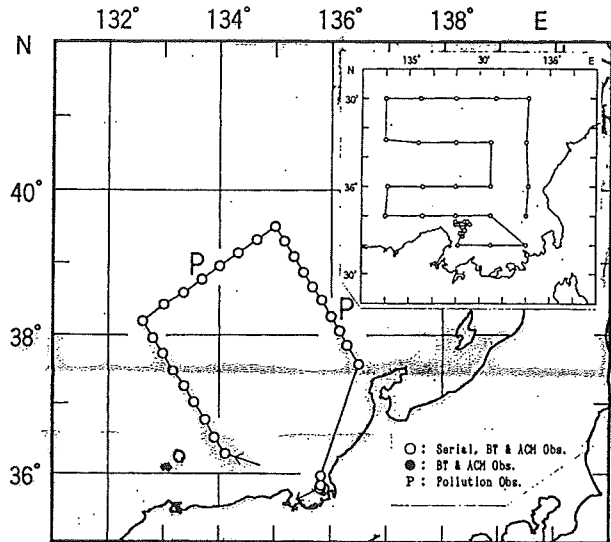 132° 134° 136° E
N
40°
38°
36°
P
P
N 135° 30' 136° E
30'
36°
30'
○ : Serial, BT & ACM Obs.
● : BT & ACM Obs.
P : Pollution Obs.